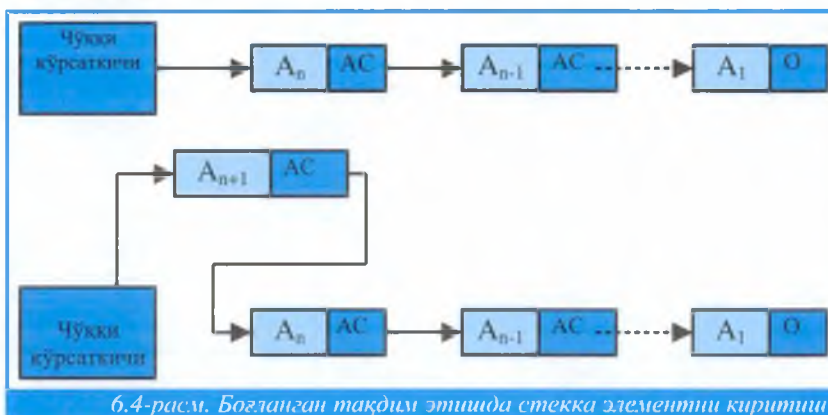 Чўққи
кўрсаткичи
Aₙ AC Aₙ₋₁ AC A₁ О
Aₙ₊₁ AC
Чўққи
кўрсаткичи
Aₙ AC Aₙ₋₁ AC A₁ О
6.4-расм. Боғланган тақдим этишда стекка элементни киритиш